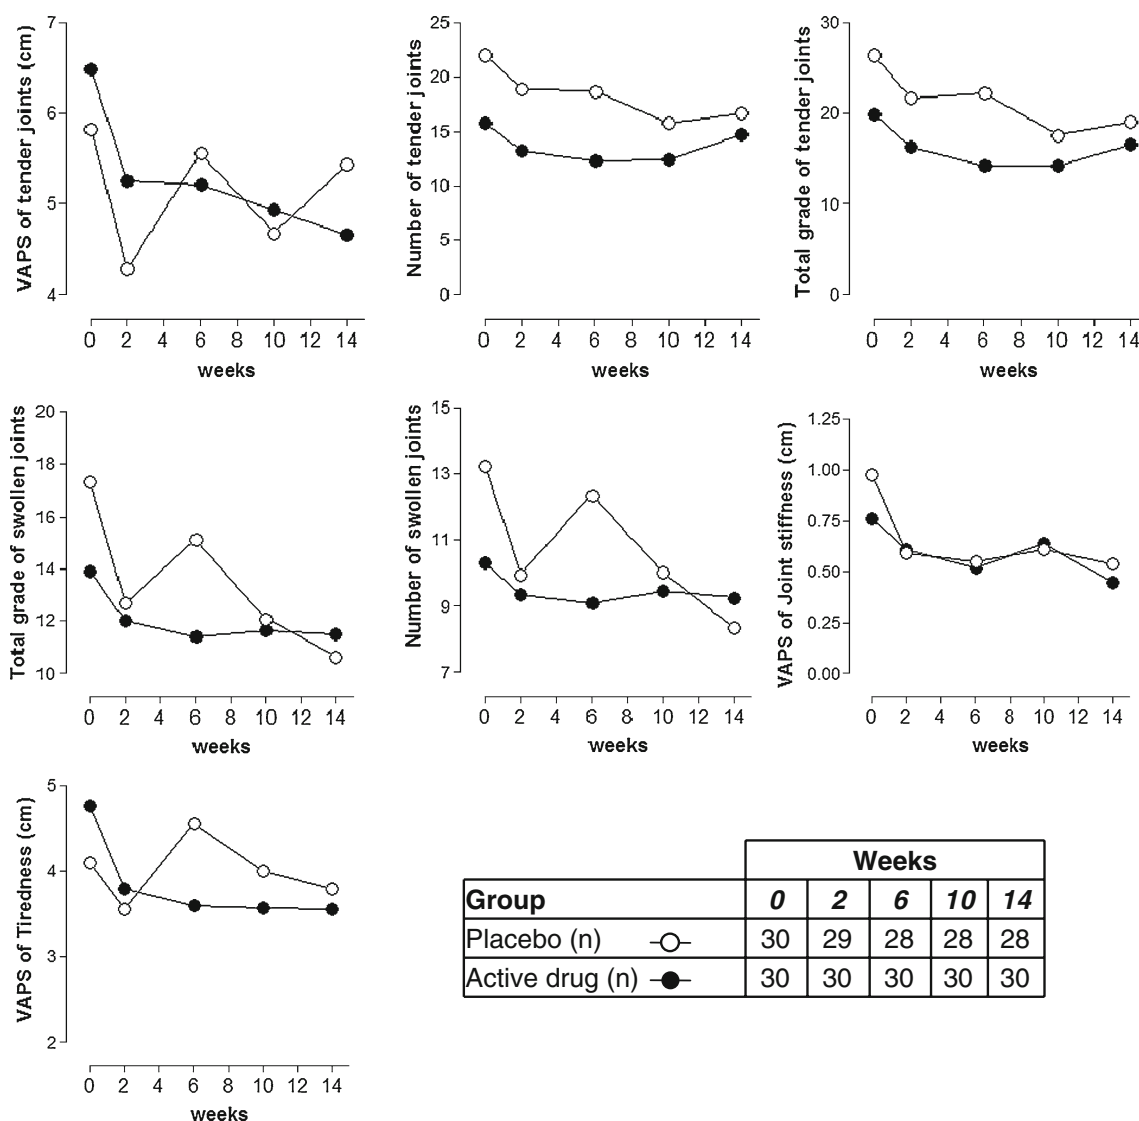 VAPS of tender joints (cm)
7
6
5
4
0 2 4 6 8 10 12 14
weeks
Number of tender joints
25
20
15
10
5
0
0 2 4 6 8 10 12 14
weeks
Total grade of tender joints
30
20
10
0
0 2 4 6 8 10 12 14
weeks
Total grade of swollen joints
20
18
16
14
12
10
0 2 4 6 8 10 12 14
weeks
Number of swollen joints
15
13
11
9
7
0 2 4 6 8 10 12 14
weeks
VAPS of Joint stiffness (cm)
1.25
1.00
0.75
0.50
0.25
0.00
0 2 4 6 8 10 12 14
weeks
VAPS of Tiredness (cm)
5
4
3
2
0 2 4 6 8 10 12 14
weeks
Weeks
Group 0 2 6 10 14
Placebo (n) 30 29 28 28 28
Active drug (n) 30 30 30 30 30